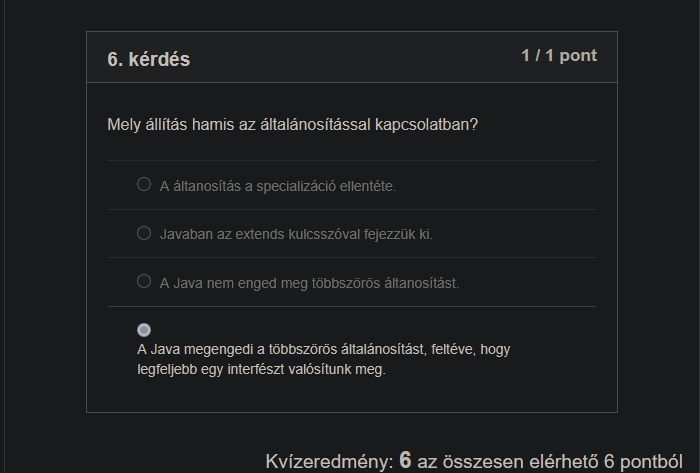 6. kérdés
1 / 1 pont
Mely állítás hamis az általánosítással kapcsolatban?
A áltanosítás a specializáció ellentéte.
Javaban az extends kulcsszóval fejezzük ki.
A Java nem enged meg többszörös áltanosítást.
A Java megengedi a többszörös általánosítást, feltéve, hogy
legfeljebb egy interfészt valósítunk meg.
Kvízeredmény: 6 az összesen elérhető 6 pontból